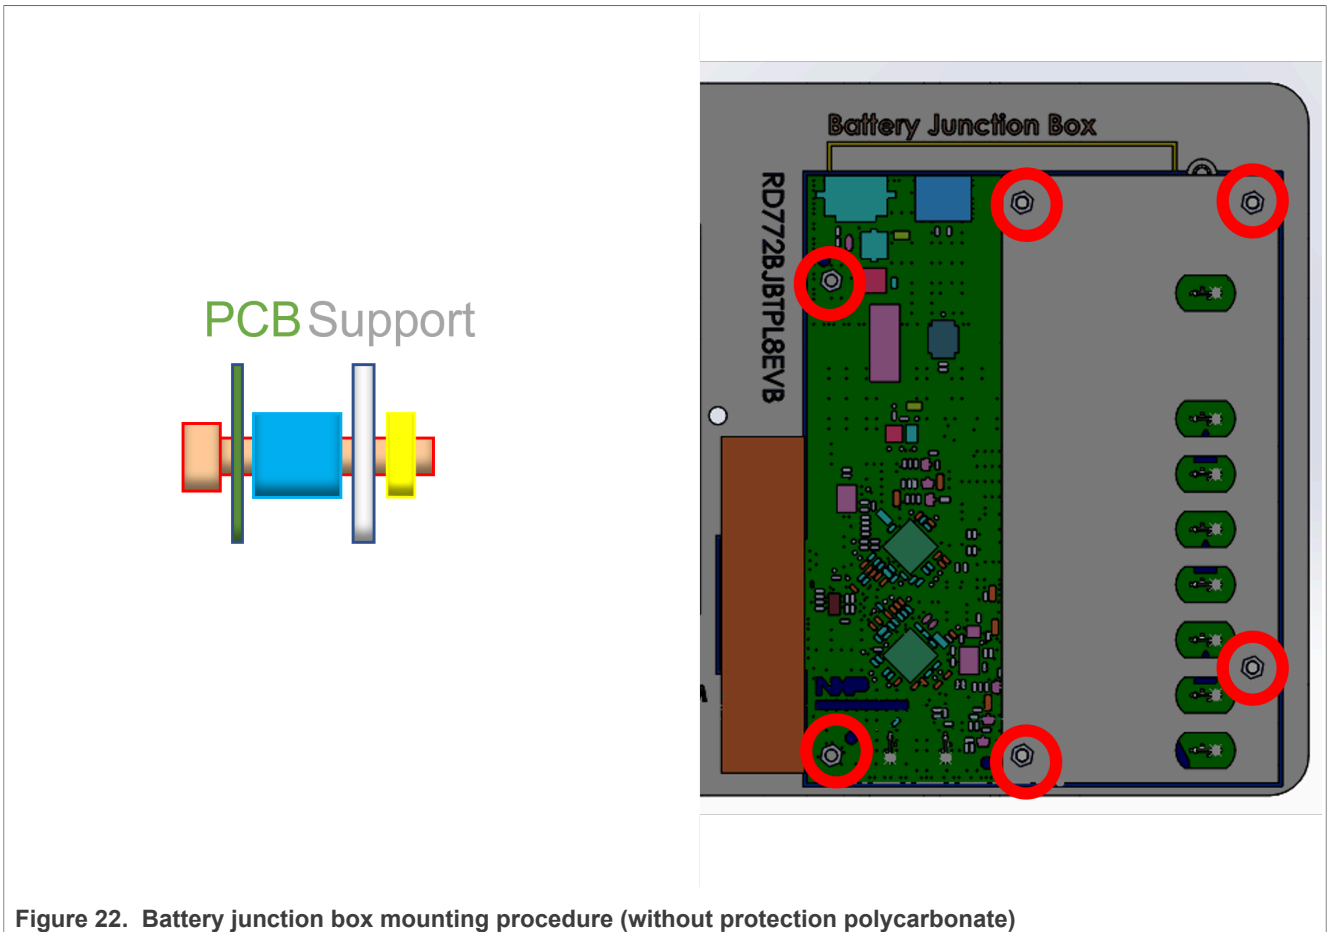 PCB Support
Battery Junction Box
RD772BJBTPL8EVB
NXP
Figure 22. Battery junction box mounting procedure (without protection polycarbonate)